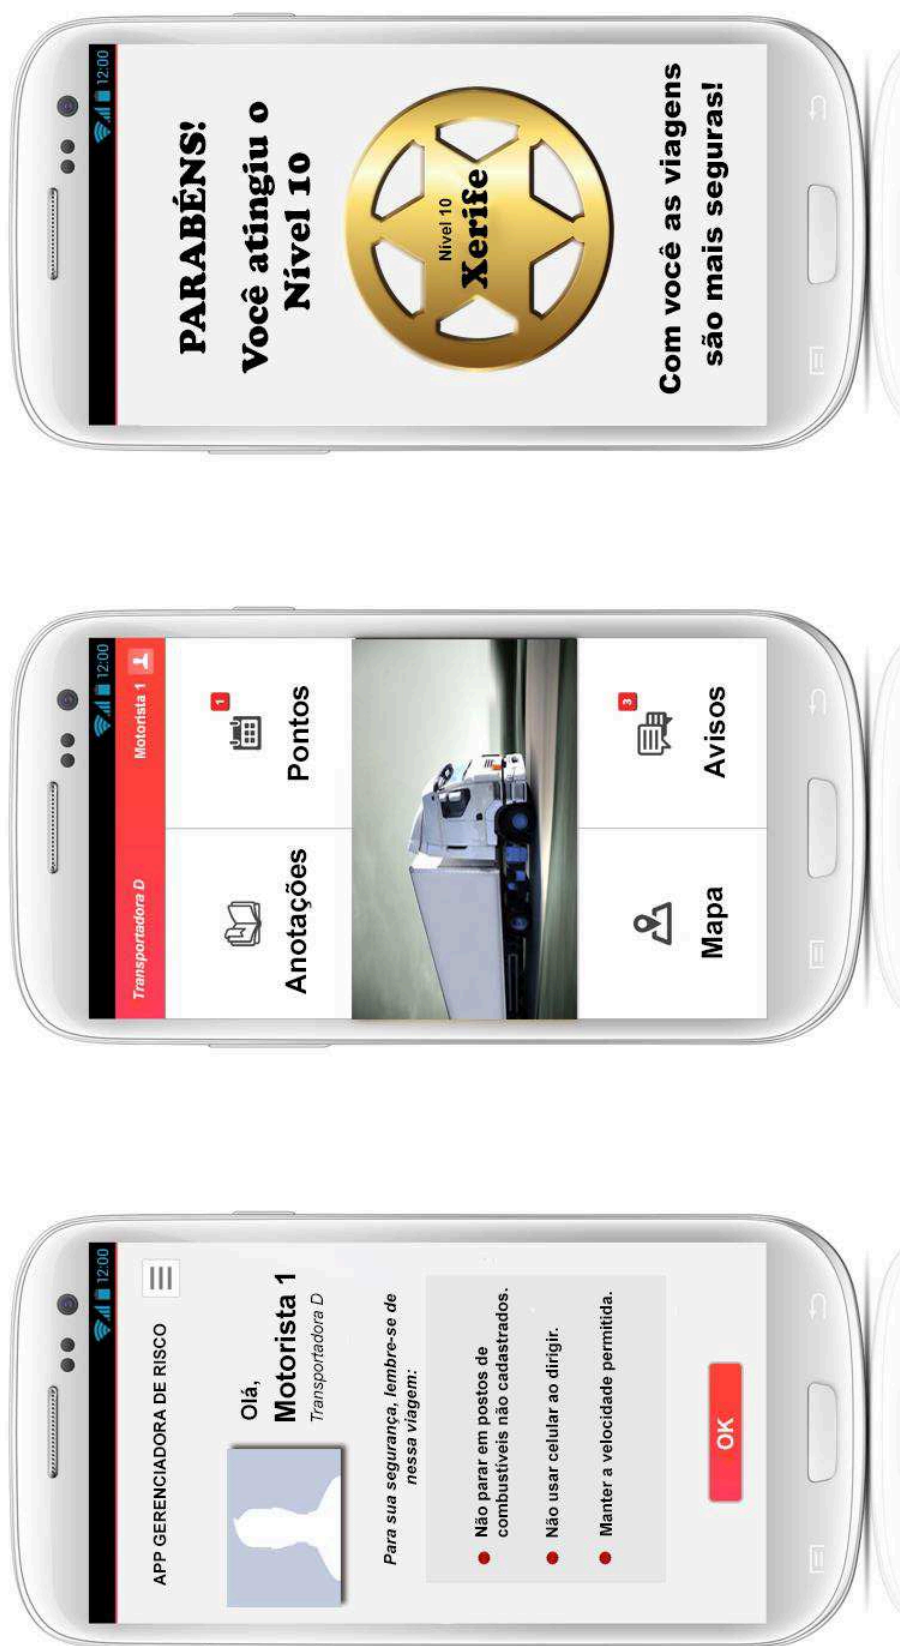 12:00
APP GERENCIADORA DE RISCO
Olá,
Motorista 1
Transportadora D
Para sua segurança, lembre-se de
nessa viagem:
Não parar em postos de
combustíveis não cadastrados.
Não usar celular ao dirigir.
Manter a velocidade permitida.
OK
12:00
Transportadora D
Motorista 1
Anotações
1
Pontos
Mapa
3
Avisos
12:00
PARABÉNS!
Você atingiu o
Nível 10
Nível 10
Xerife
Com você as viagens
são mais seguras!